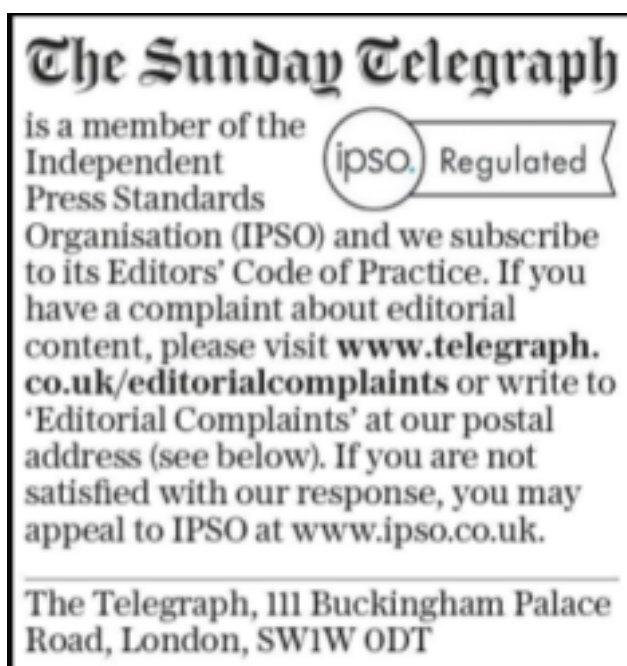 The Sunday Telegraph
is a member of the
Independent
Press Standards
ipso. Regulated
Organisation (IPSO) and we subscribe
to its Editors’ Code of Practice. If you
have a complaint about editorial
content, please visit www.telegraph.
co.uk/editorialcomplaints or write to
‘Editorial Complaints’ at our postal
address (see below). If you are not
satisfied with our response, you may
appeal to IPSO at www.ipso.co.uk.
The Telegraph, 111 Buckingham Palace
Road, London, SW1W 0DT